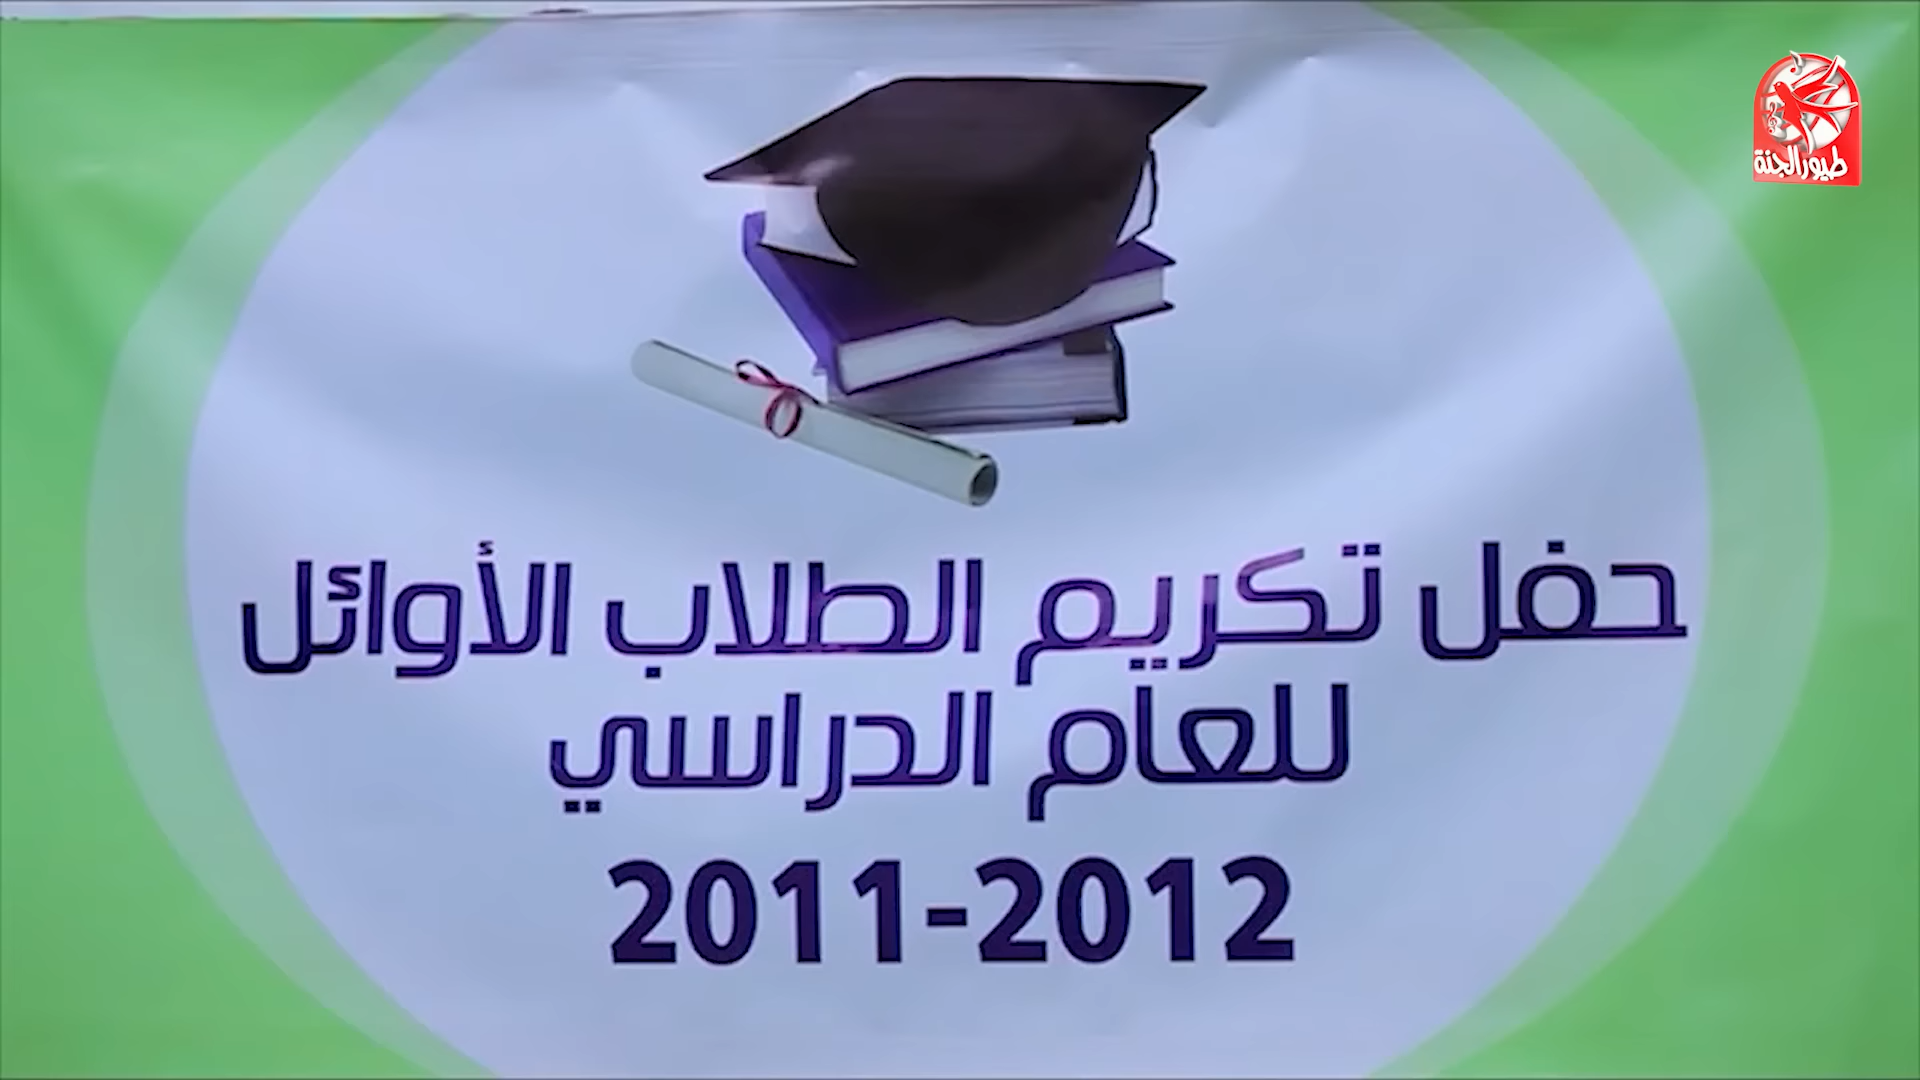 طيور الجنة
حفل تكريم الطلاب الأوائل
للعام الدراسي
2011-2012